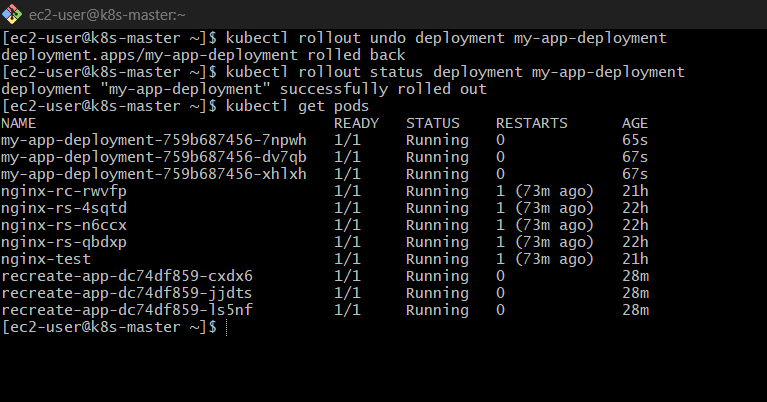 ec2-user@k8s-master:~
[ec2-user@k8s-master ~]$ kubectl rollout undo deployment my-app-deployment
deployment.apps/my-app-deployment rolled back
[ec2-user@k8s-master ~]$ kubectl rollout status deployment my-app-deployment
deployment "my-app-deployment" successfully rolled out
[ec2-user@k8s-master ~]$ kubectl get pods
NAME READY STATUS RESTARTS AGE
my-app-deployment-759b687456-7npwh 1/1 Running 0 65s
my-app-deployment-759b687456-dv7qb 1/1 Running 0 67s
my-app-deployment-759b687456-xhlxh 1/1 Running 0 67s
nginx-rc-rwvfp 1/1 Running 1 (73m ago) 21h
nginx-rs-4sqtd 1/1 Running 1 (73m ago) 22h
nginx-rs-n6ccx 1/1 Running 1 (73m ago) 22h
nginx-rs-qbdxp 1/1 Running 1 (73m ago) 22h
nginx-test 1/1 Running 1 (73m ago) 21h
recreate-app-dc74df859-cxdx6 1/1 Running 0 28m
recreate-app-dc74df859-jjdts 1/1 Running 0 28m
recreate-app-dc74df859-ls5nf 1/1 Running 0 28m
[ec2-user@k8s-master ~]$